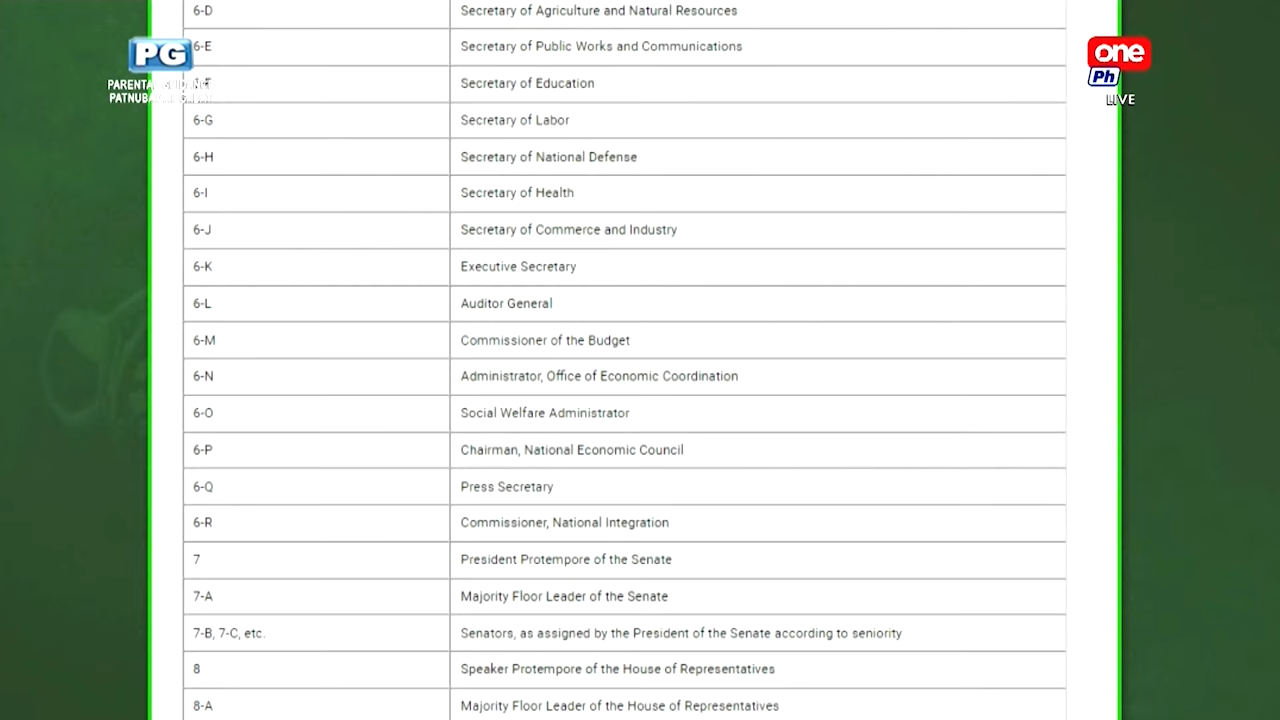 6-D Secretary of Agriculture and Natural Resources
PG
6-E Secretary of Public Works and Communications
one
Ph
LIVE
Secretary of Education
6-G Secretary of Labor
6-H Secretary of National Defense
6-I Secretary of Health
6-J Secretary of Commerce and Industry
6-K Executive Secretary
6-L Auditor General
6-M Commissioner of the Budget
6-N Administrator, Office of Economic Coordination
6-O Social Welfare Administrator
6-P Chairman, National Economic Council
6-Q Press Secretary
6-R Commissioner, National Integration
7 President Protempore of the Senate
7-A Majority Floor Leader of the Senate
7-B, 7-C, etc. Senators, as assigned by the President of the Senate according to seniority
8 Speaker Protempore of the House of Representatives
8-A Majority Floor Leader of the House of Representatives